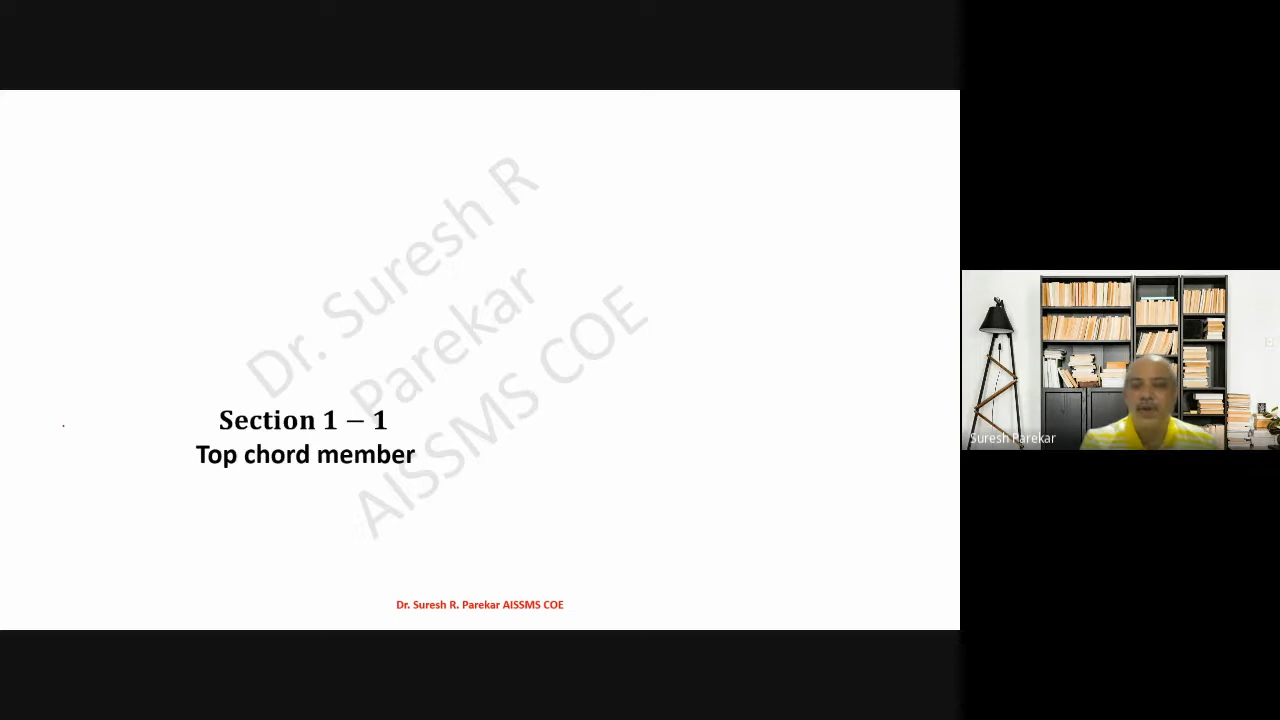 Dr. Suresh R
Parekar
AISSMS COE
Section 1 – 1
Top chord member
Dr. Suresh R. Parekar AISSMS COE
Suresh Parekar